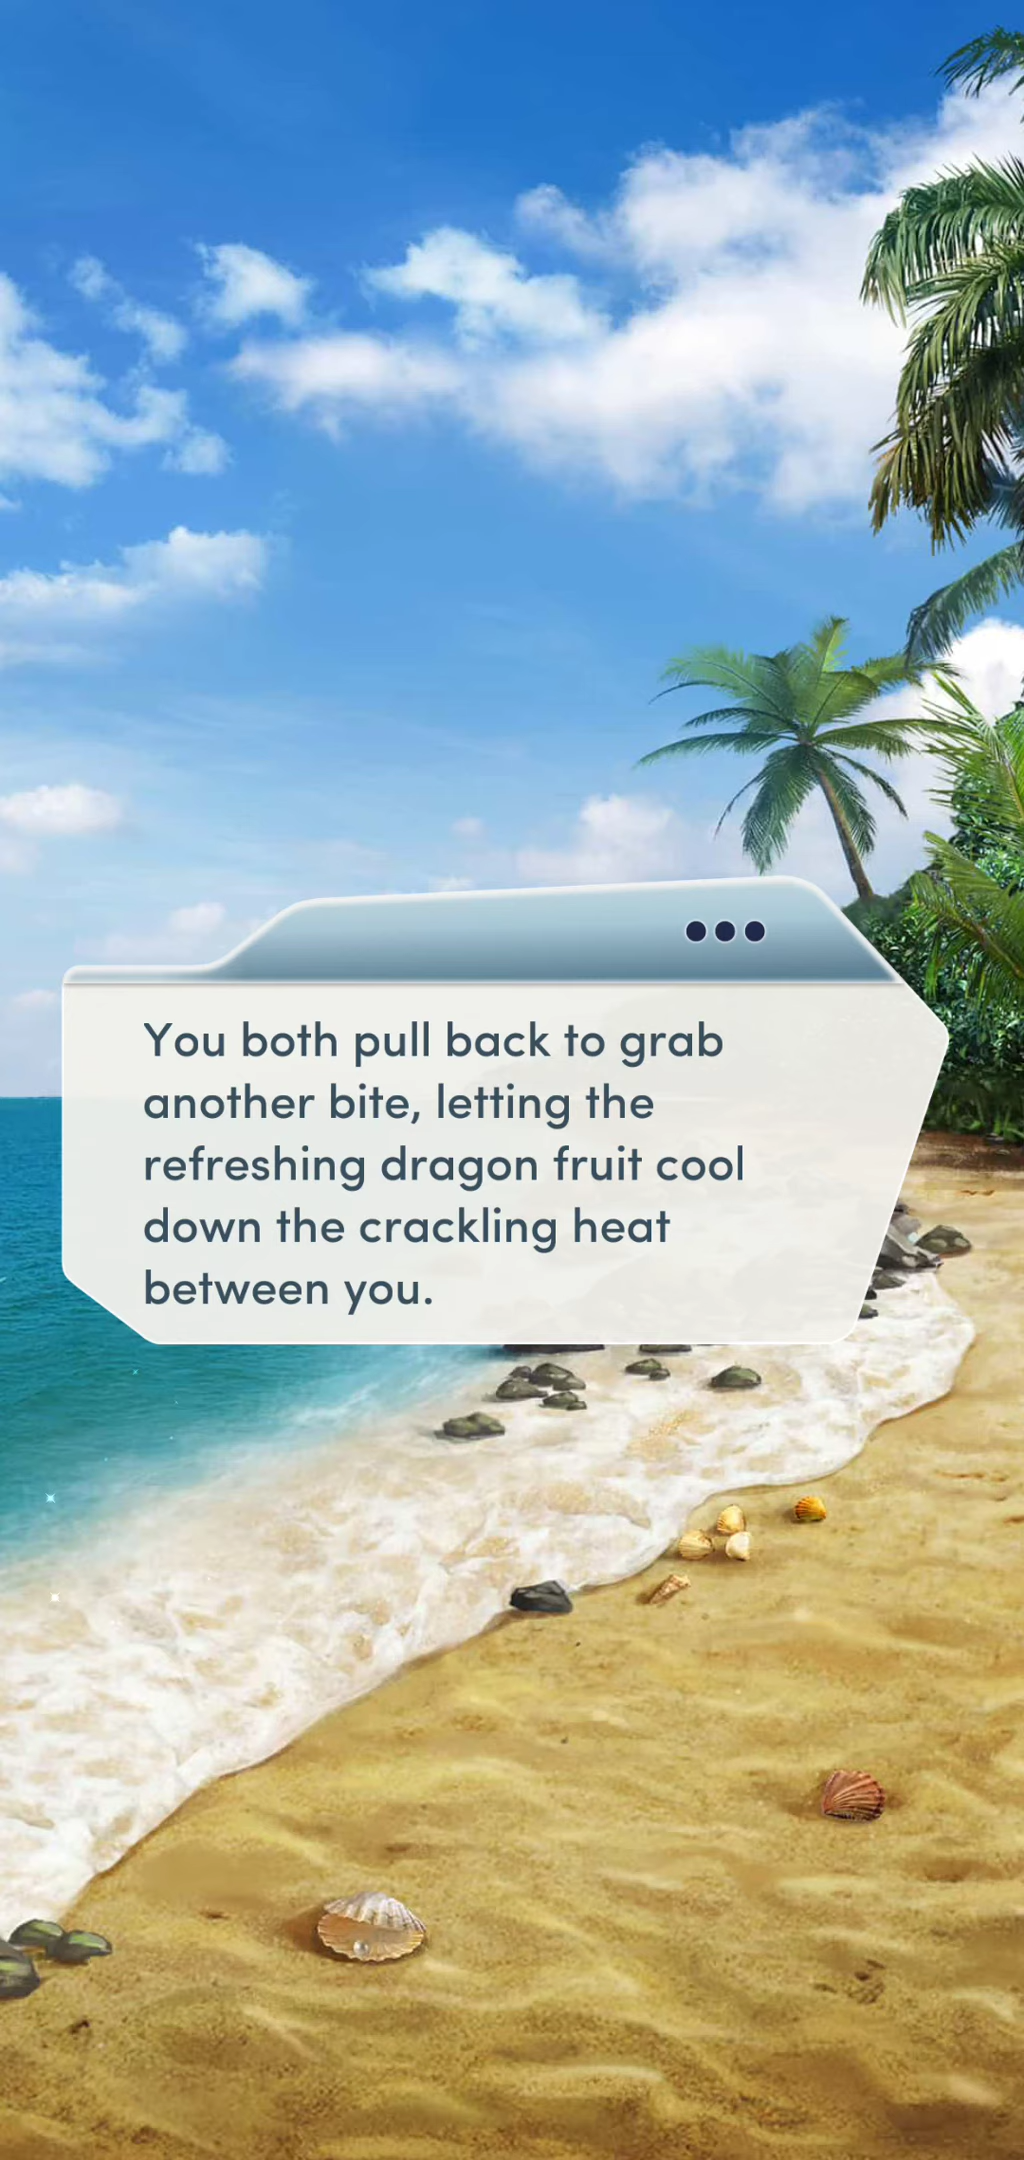 You both pull back to grab
another bite, letting the
refreshing dragon fruit cool
down the crackling heat
between you.